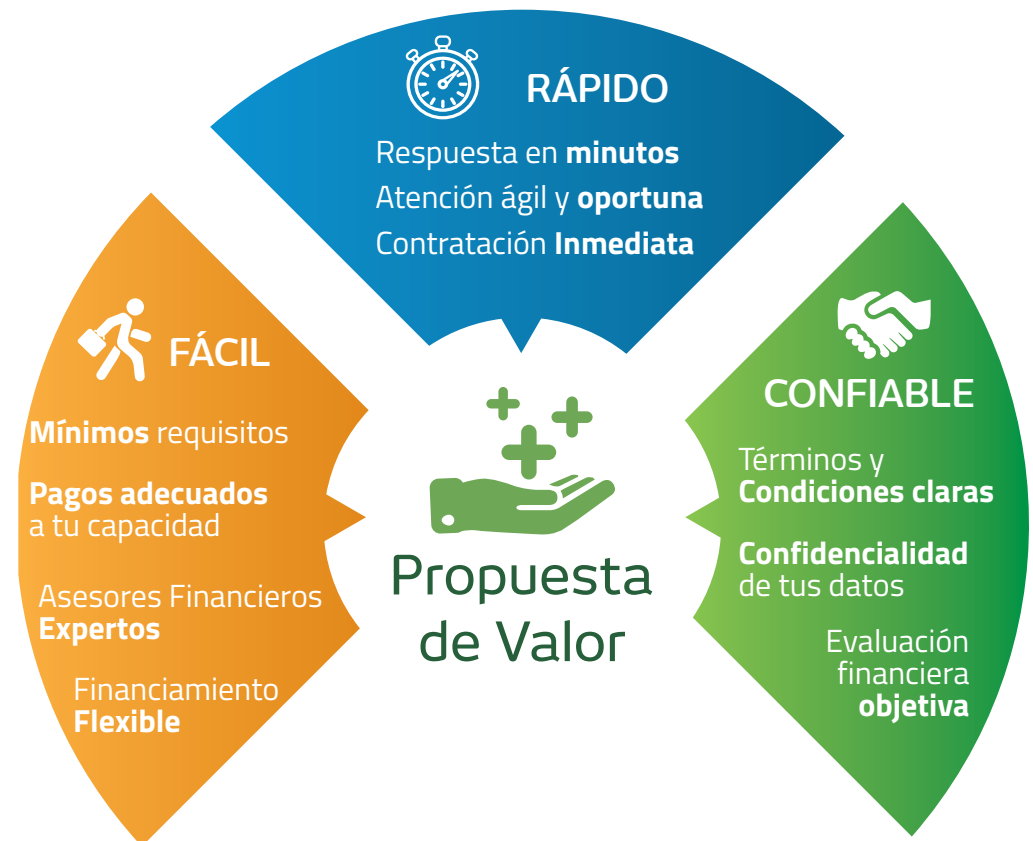 RÁPIDO
Respuesta en minutos
Atención ágil y oportuna
Contratación Inmediata
FÁCIL
Mínimos requisitos
Pagos adecuados
a tu capacidad
Asesores Financieros
Expertos
Financiamiento
Flexible
Propuesta
de Valor
CONFIABLE
Términos y
Condiciones claras
Confidencialidad
de tus datos
Evaluación
financiera
objetiva